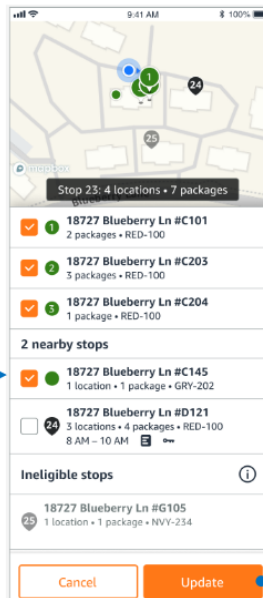 9:41 AM
100%
24
1
25
mapbox
Blueberry Ln
Stop 23: 4 locations • 7 packages
1
18727 Blueberry Ln #C101
2 packages • RED-100
2
18727 Blueberry Ln #C203
3 packages • RED-100
3
18727 Blueberry Ln #C204
1 package • RED-100
2 nearby stops
18727 Blueberry Ln #C145
1 location • 1 package • GRY-202
24
18727 Blueberry Ln #D121
3 locations • 4 packages • RED-100
8 AM – 10 AM
Ineligible stops
25
18727 Blueberry Ln #G105
1 location • 1 package • NVY-234
Cancel
Update